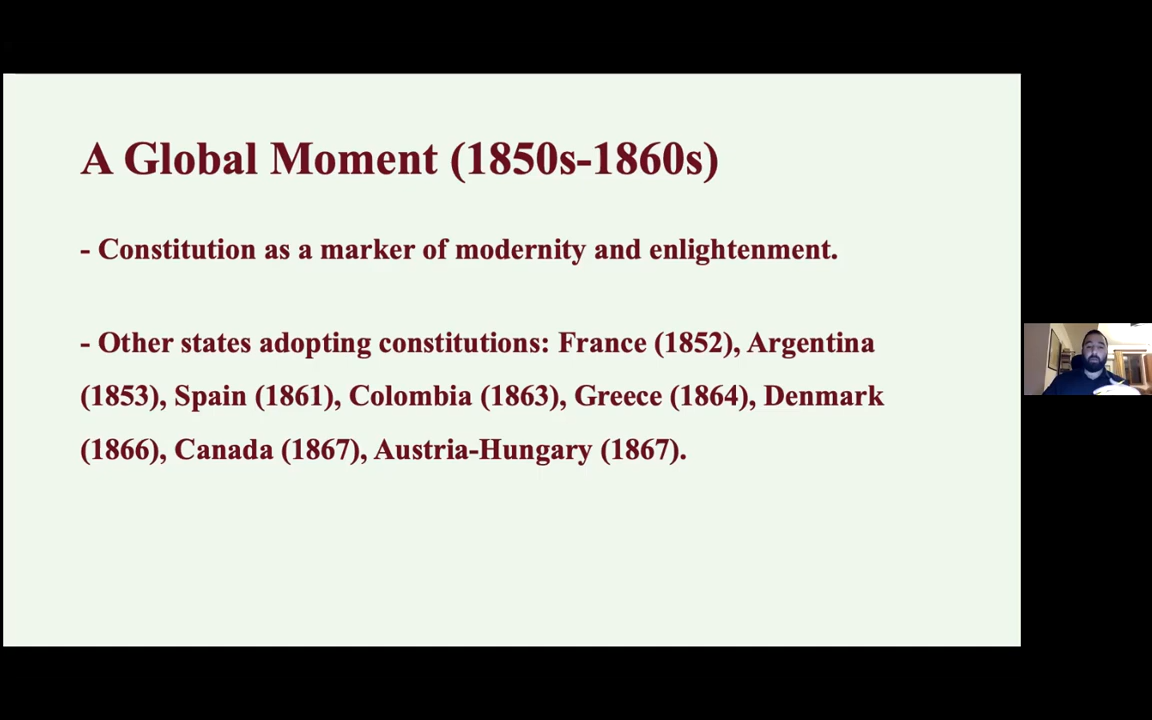 A Global Moment (1850s-1860s)
- Constitution as a marker of modernity and enlightenment.
- Other states adopting constitutions: France (1852), Argentina
(1853), Spain (1861), Colombia (1863), Greece (1864), Denmark
(1866), Canada (1867), Austria-Hungary (1867).